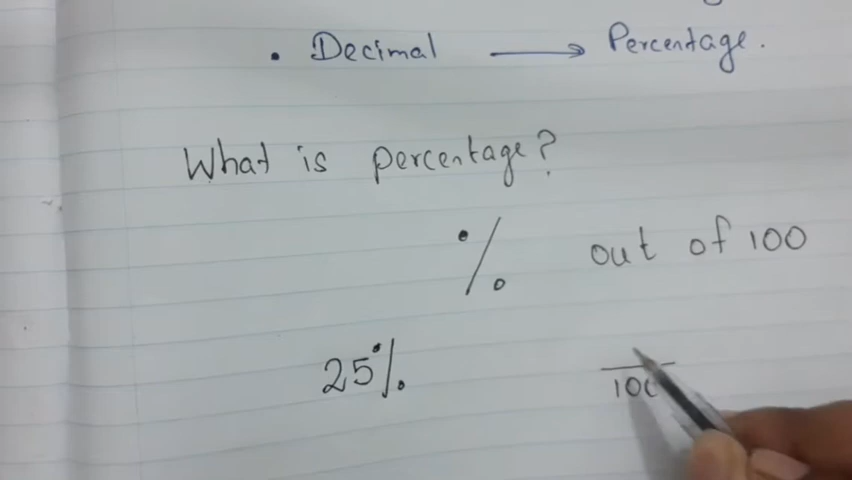 • Decimal → Percentage.
What is percentage?
% out of 100
25% /100